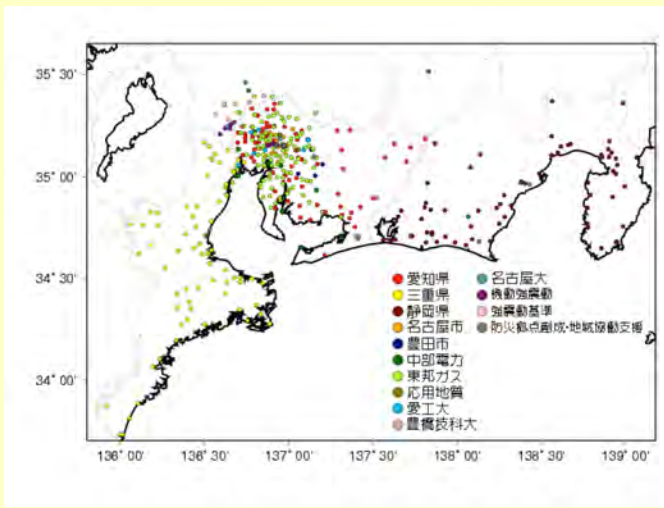 35° 30'
35° 00'
34° 30'
34° 00'
136° 00'
136° 30'
137° 00'
137° 30'
138° 00'
138° 30'
139° 00'
愛知県
三重県
静岡県
名古屋市
豊田市
中部電力
東邦ガス
応用地質
愛工大
豊橋技科大
名古屋大
機動強震動
強震動基準
防災拠点創成・地域協働支援